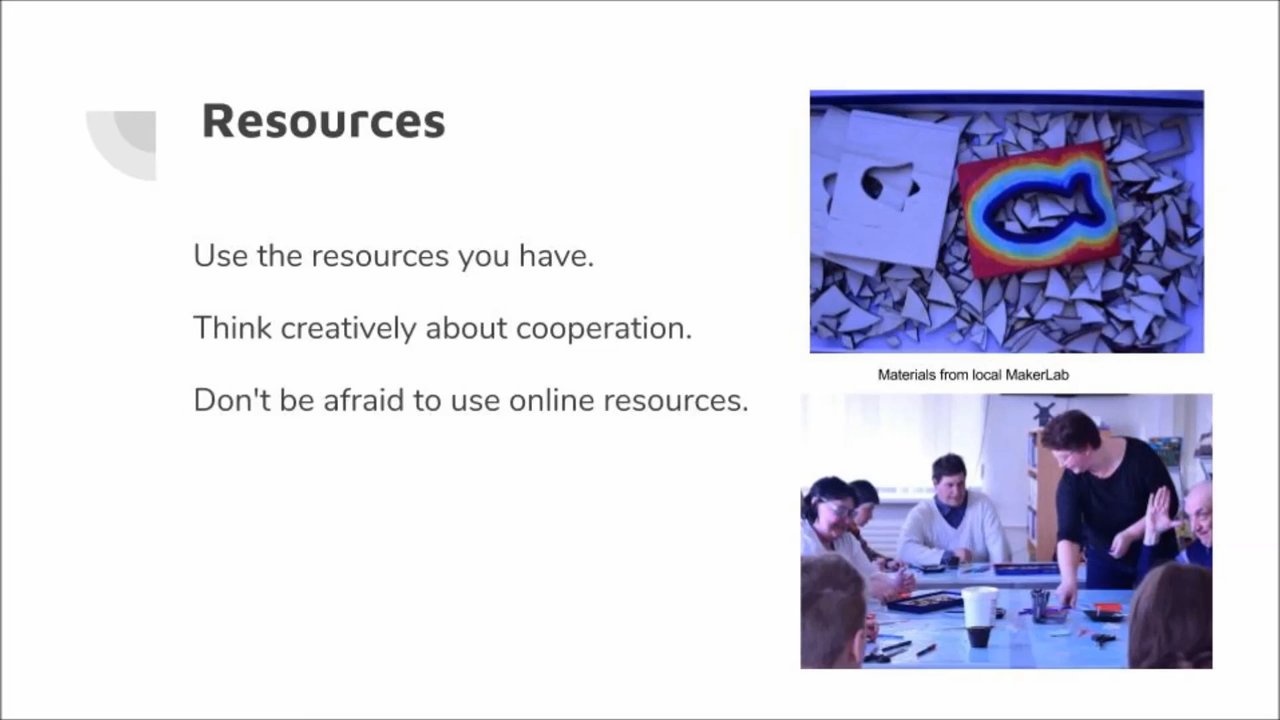 Resources
Use the resources you have.
Think creatively about cooperation.
Don't be afraid to use online resources.
Materials from local MakerLab